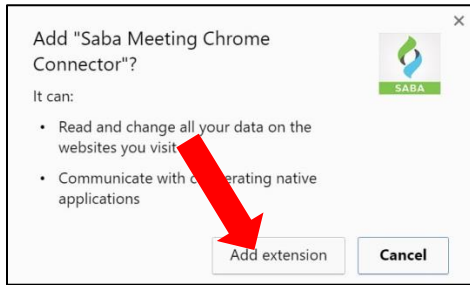 Add "Saba Meeting Chrome
Connector"?
SABA
It can:
• Read and change all your data on the
websites you visit
• Communicate with erating native
applications
Add extension
Cancel